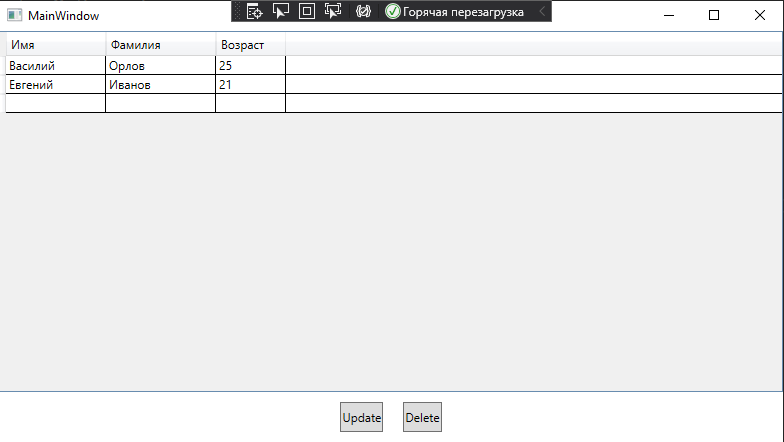 MainWindow
Горячая перезагрузка
Имя Фамилия Возраст
Василий Орлов 25
Евгений Иванов 21
Update Delete